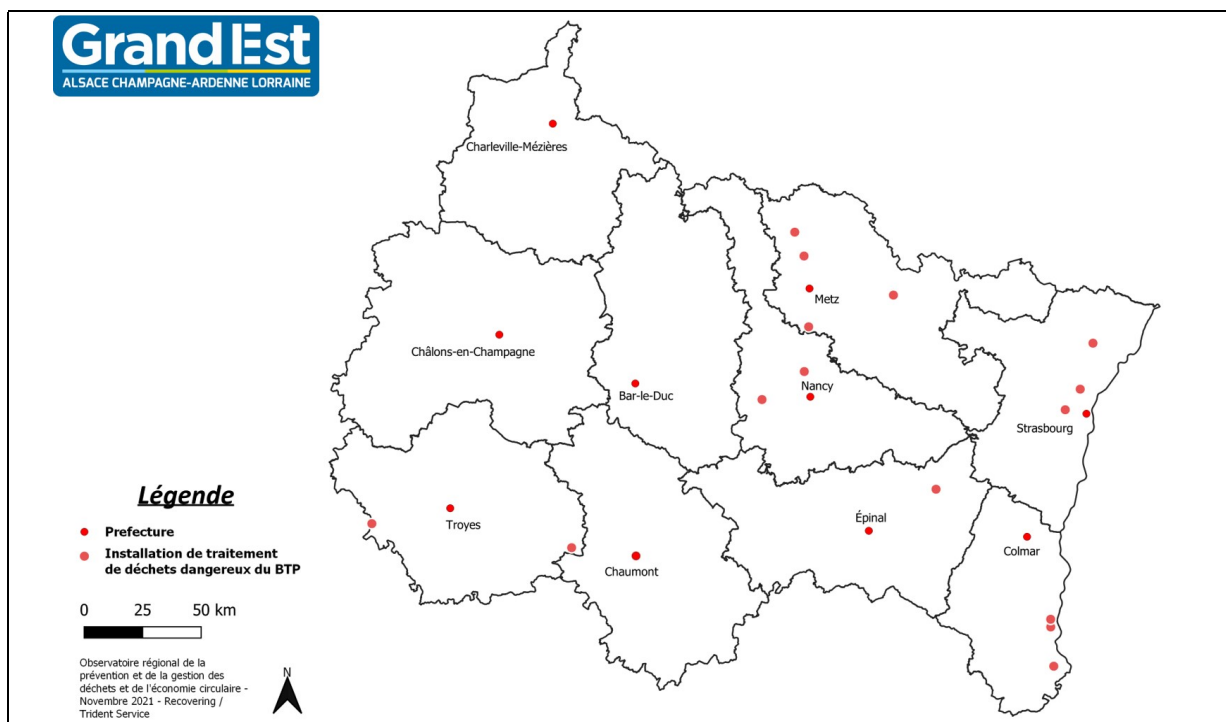 Grand Est
ALSACE CHAMPAGNE-ARDENNE LORRAINE
Charleville-Mézières
Metz
Châlons-en-Champagne
Bar-le-Duc
Nancy
Strasbourg
Troyes
Épinal
Chaumont
Colmar
Légende
Prefecture
Installation de traitement
de déchets dangereux du BTP
0 25 50 km
Observatoire régional de la
prévention et de la gestion des
déchets et de l'économie circulaire -
Novembre 2021 - Recovering /
Trident Service
N